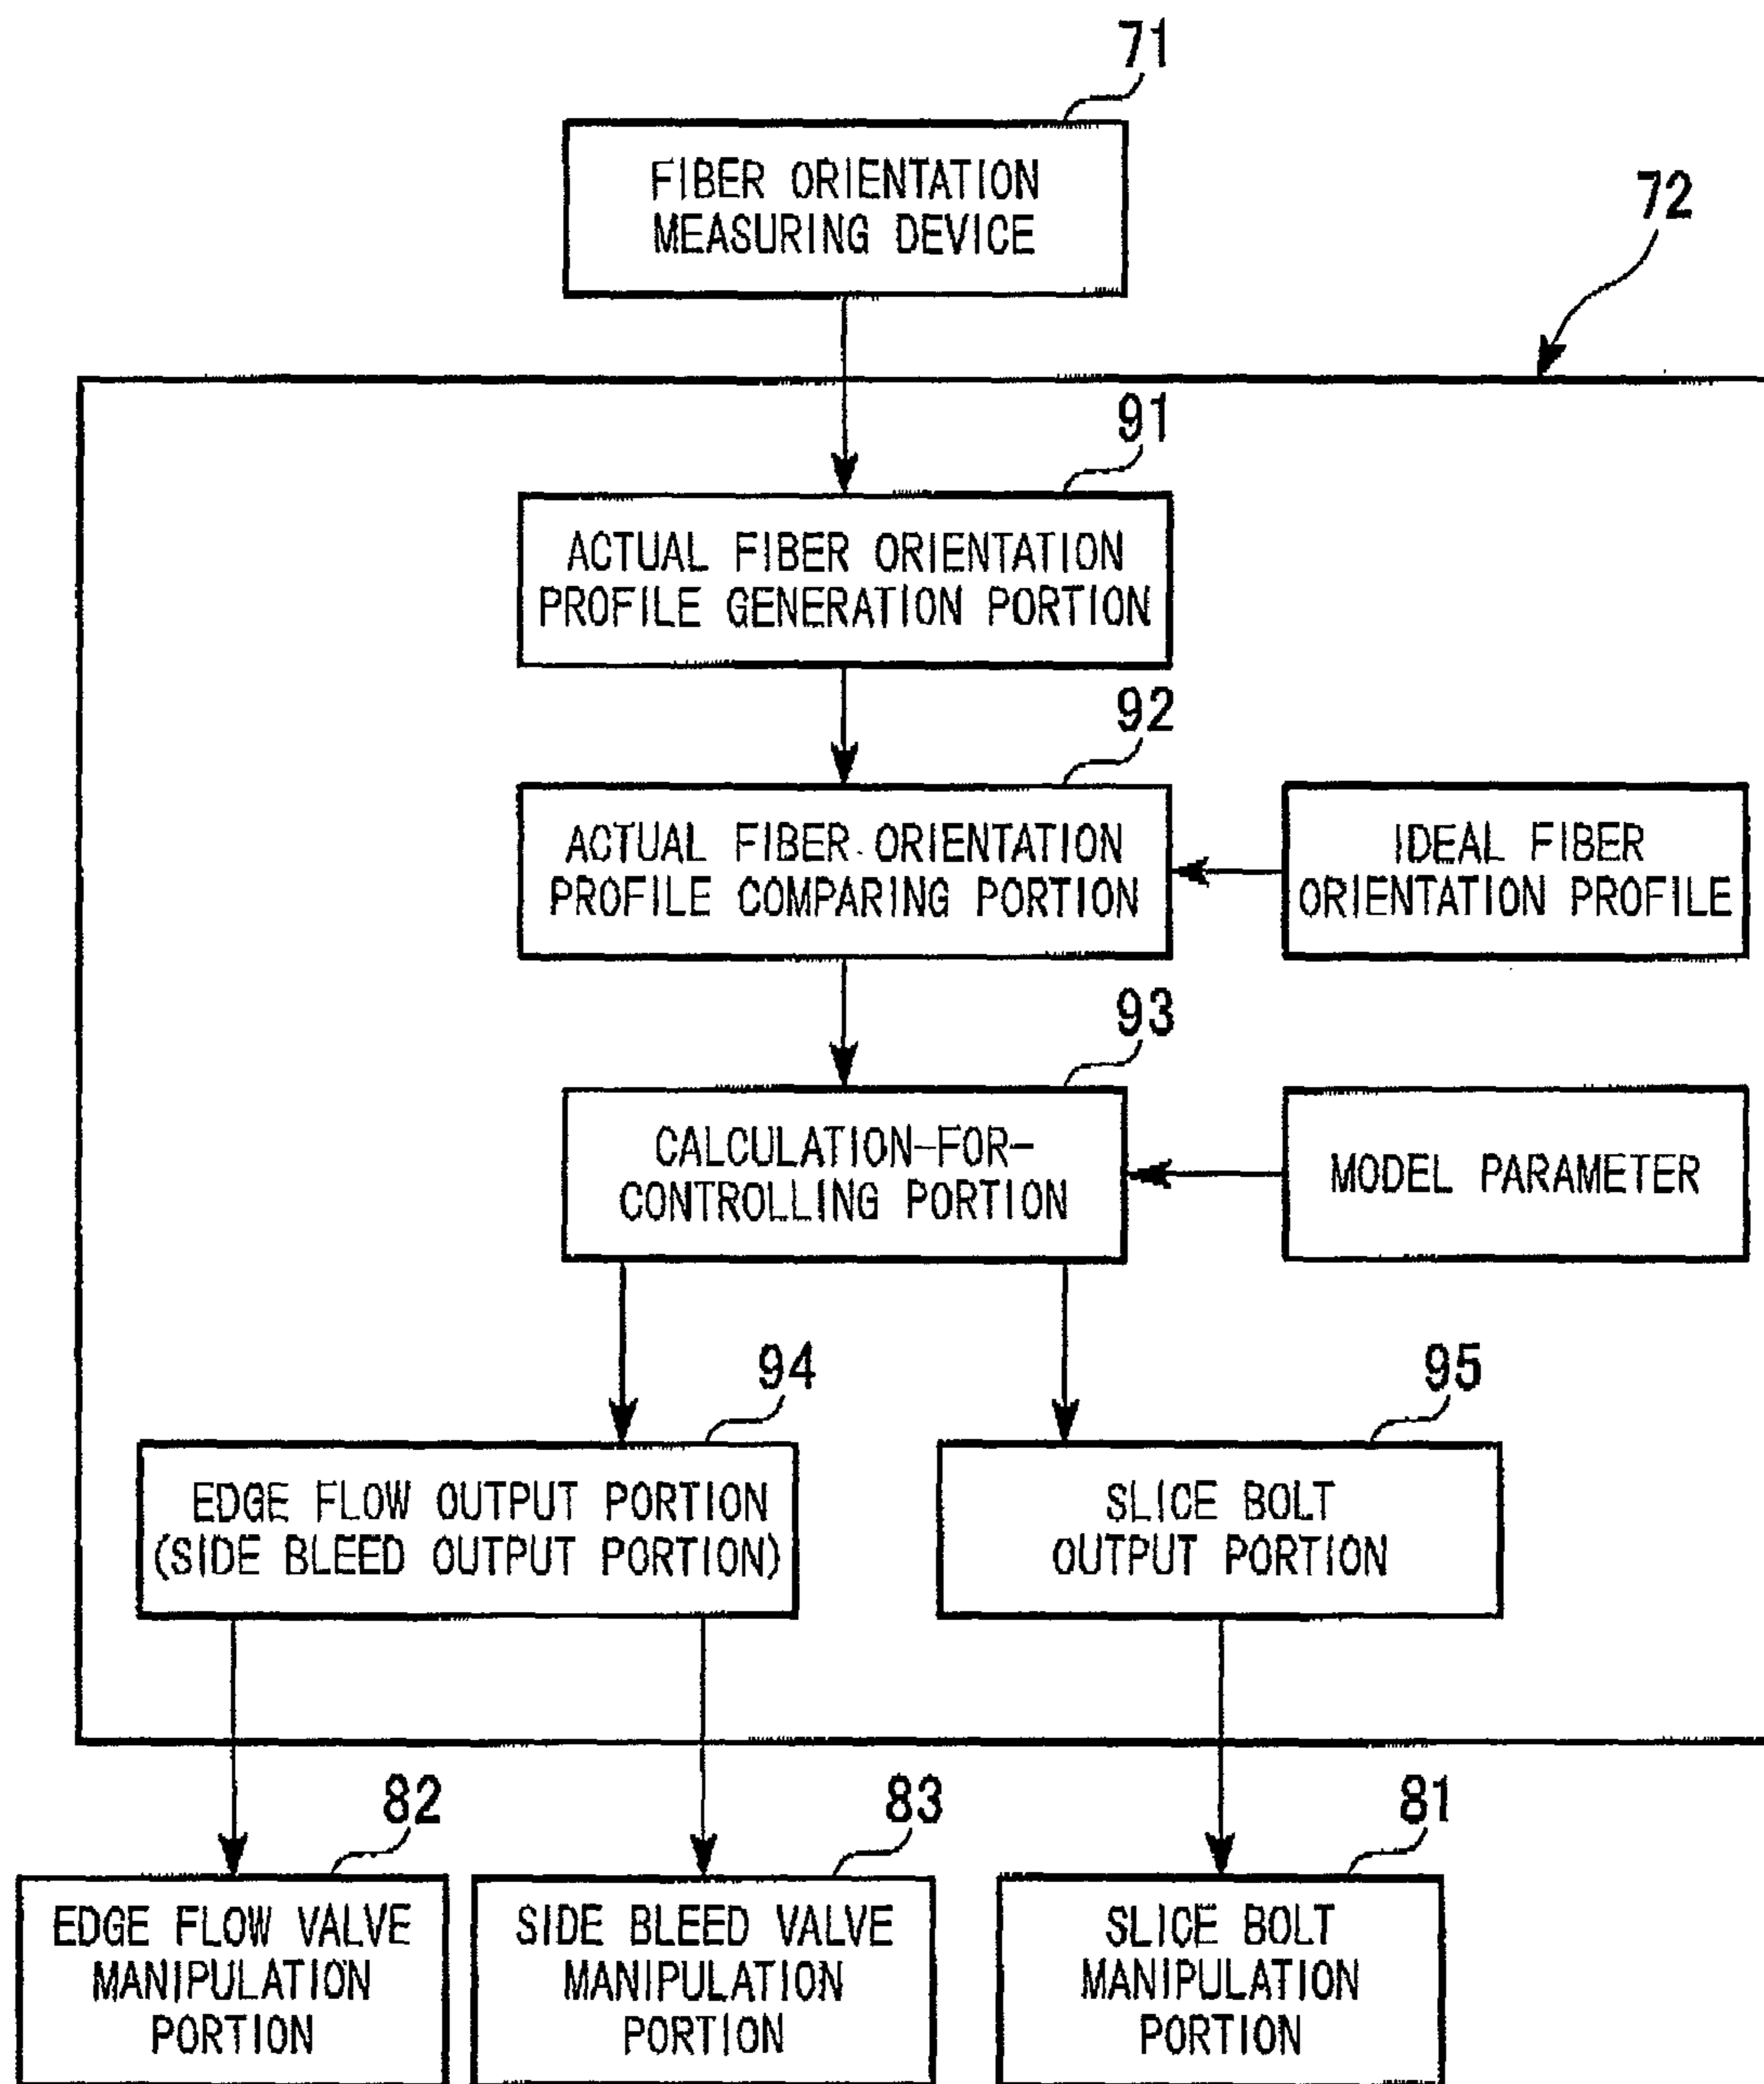 71
FIBER ORIENTATION
MEASURING DEVICE
72
91
ACTUAL FIBER ORIENTATION
PROFILE GENERATION PORTION
92
ACTUAL FIBER ORIENTATION
PROFILE COMPARING PORTION
IDEAL FIBER
ORIENTATION PROFILE
93
CALCULATION-FOR-
CONTROLLING PORTION
MODEL PARAMETER
94
EDGE FLOW OUTPUT PORTION
(SIDE BLEED OUTPUT PORTION)
95
SLICE BOLT
OUTPUT PORTION
82
EDGE FLOW VALVE
MANIPULATION
PORTION
83
SIDE BLEED VALVE
MANIPULATION
PORTION
81
SLICE BOLT
MANIPULATION
PORTION